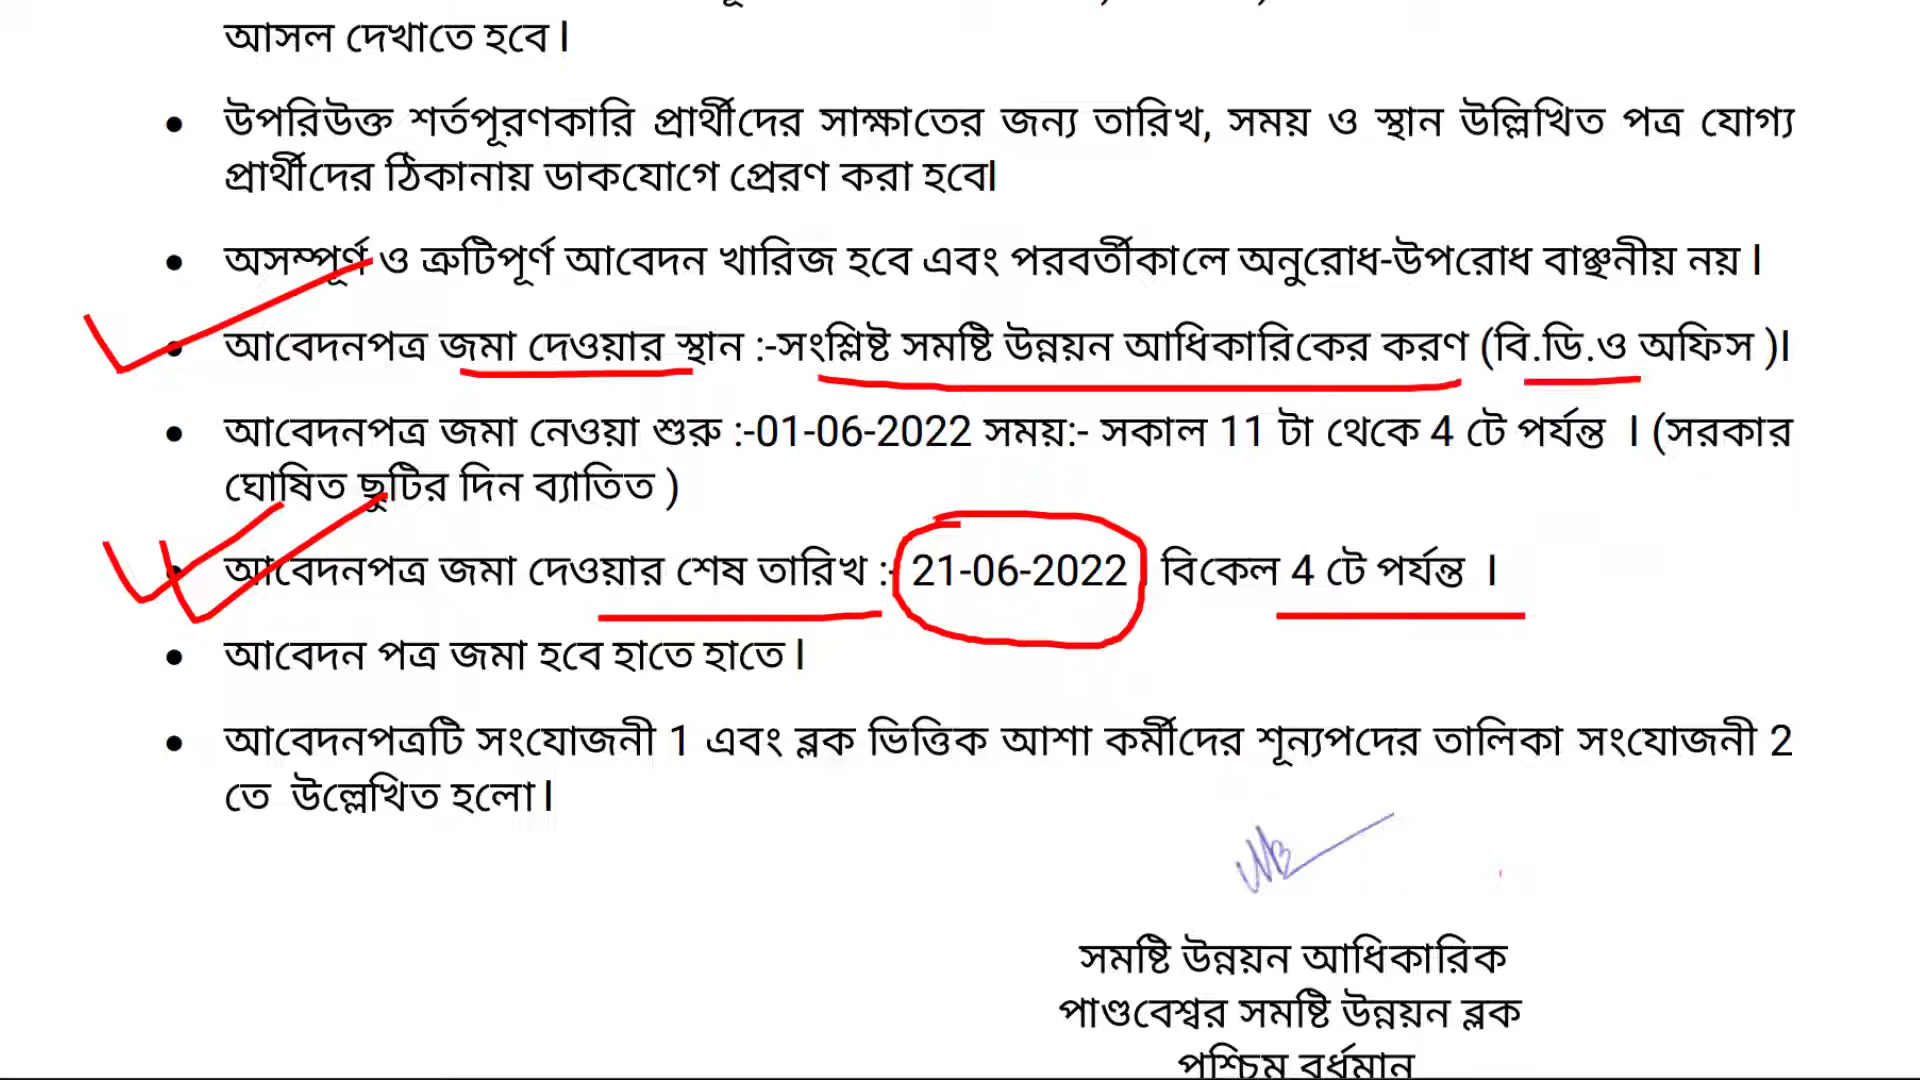 আসল দেখাতে হবে।
• উপরিউক্ত শর্তপূরণকারি প্রার্থীদের সাক্ষাতের জন্য তারিখ, সময় ও স্থান উল্লিখিত পত্র যোগ্য
প্রার্থীদের ঠিকানায় ডাকযোগে প্রেরণ করা হবে।
• অসম্পূর্ণ ও ত্রুটিপূর্ণ আবেদন খারিজ হবে এবং পরবর্তীকালে অনুরোধ-উপরোধ বাঞ্ছনীয় নয়।
• আবেদনপত্র জমা দেওয়ার স্থান :-সংশ্লিষ্ট সমষ্টি উন্নয়ন আধিকারিকের করণ (বি.ডি.ও অফিস )।
• আবেদনপত্র জমা নেওয়া শুরু :-01-06-2022 সময়:- সকাল 11 টা থেকে 4 টে পর্যন্ত । (সরকার
ঘোষিত ছুটির দিন ব্যাতিত )
• আবেদনপত্র জমা দেওয়ার শেষ তারিখ :- 21-06-2022 বিকেল 4 টে পর্যন্ত ।
• আবেদন পত্র জমা হবে হাতে হাতে।
• আবেদনপত্রটি সংযোজনী 1 এবং ব্লক ভিত্তিক আশা কর্মীদের শূন্যপদের তালিকা সংযোজনী 2
তে উল্লেখিত হলো।
সমষ্টি উন্নয়ন আধিকারিক
পাণ্ডবেশ্বর সমষ্টি উন্নয়ন ব্লক
পশ্চিম বর্ধমান